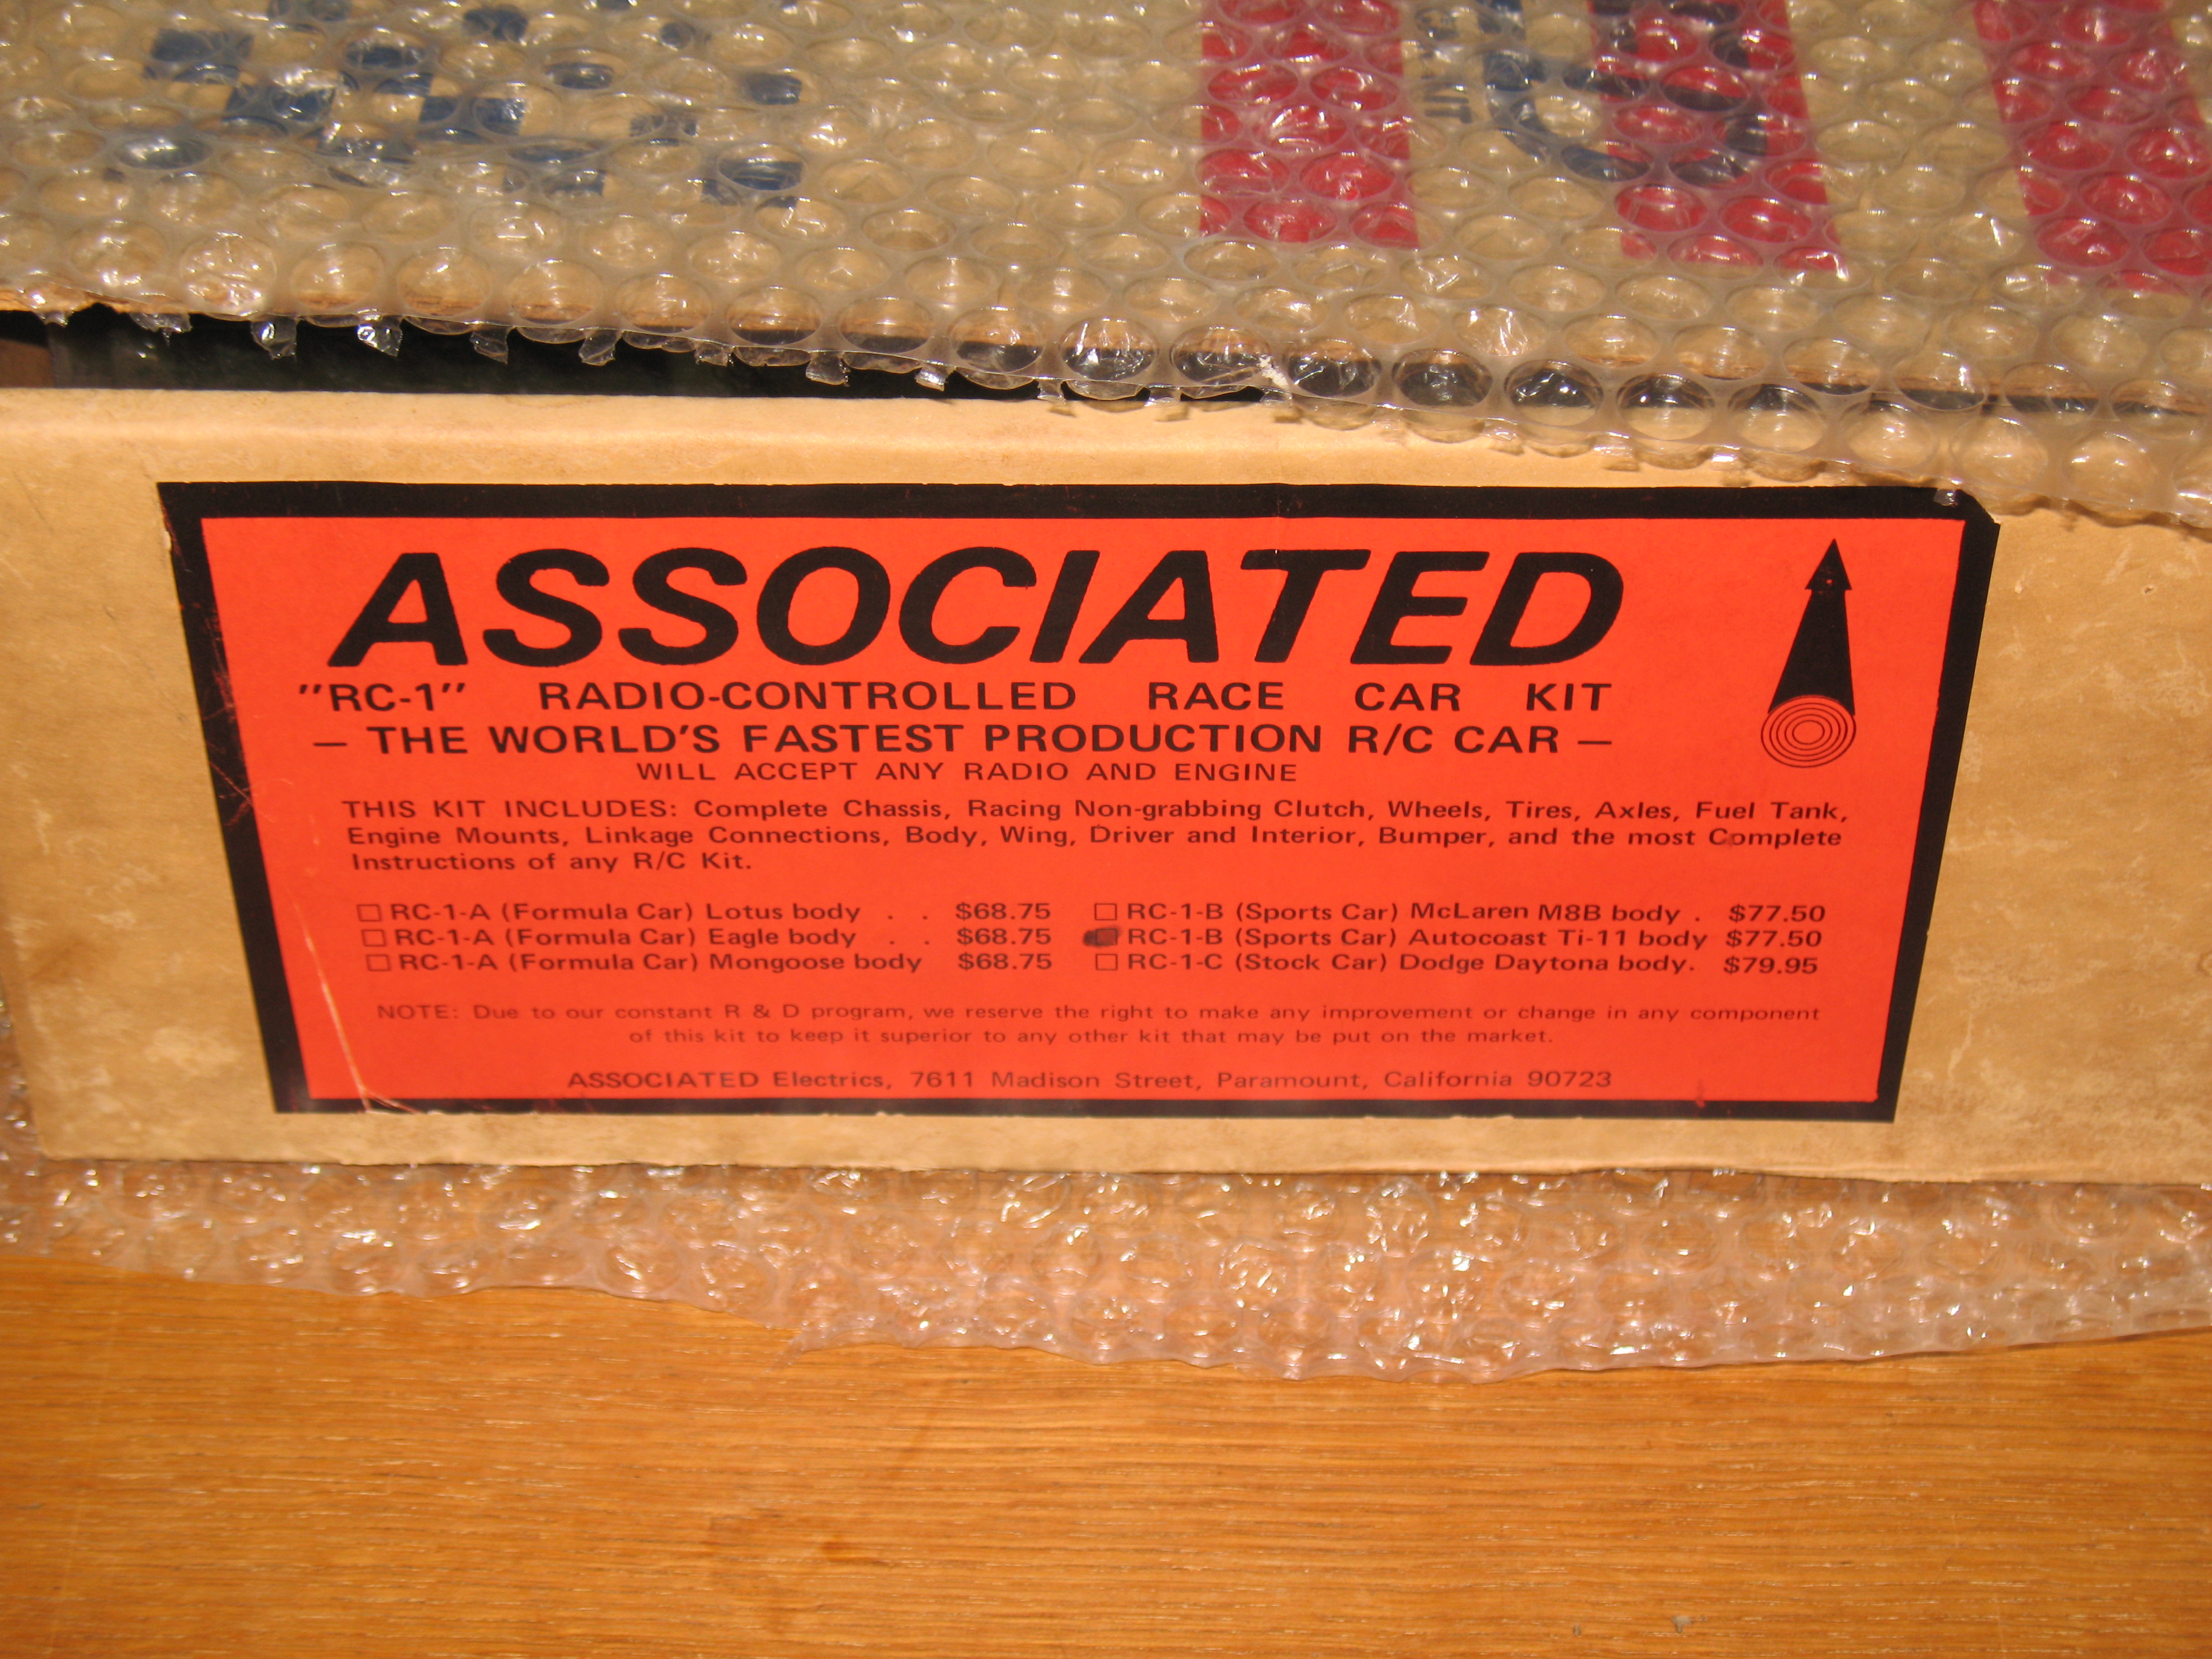 ASSOCIATED
"RC-1" RADIO-CONTROLLED RACE CAR KIT
— THE WORLD'S FASTEST PRODUCTION R/C CAR —
WILL ACCEPT ANY RADIO AND ENGINE
THIS KIT INCLUDES: Complete Chassis, Racing Non-grabbing Clutch, Wheels, Tires, Axles, Fuel Tank,
Engine Mounts, Linkage Connections, Body, Wing, Driver and Interior, Bumper, and the most Complete
Instructions of any R/C Kit.
RC-1-A (Formula Car) Lotus body . . $68.75
RC-1-A (Formula Car) Eagle body . . $68.75
RC-1-A (Formula Car) Mongoose body $68.75
RC-1-B (Sports Car) McLaren M8B body . $77.50
RC-1-B (Sports Car) Autocoast Ti-11 body $77.50
RC-1-C (Stock Car) Dodge Daytona body. $79.95
NOTE: Due to our constant R & D program, we reserve the right to make any improvement or change in any component
of this kit to keep it superior to any other kit that may be put on the market.
ASSOCIATED Electrics, 7611 Madison Street, Paramount, California 90723